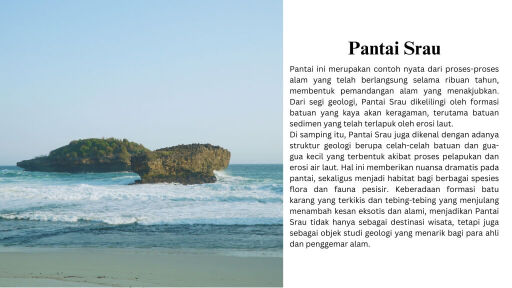 Pantai Srau
Pantai ini merupakan contoh nyata dari proses-proses
alam yang telah berlangsung selama ribuan tahun,
membentuk pemandangan alam yang menakjubkan.
Dari segi geologi, Pantai Srau dikelilingi oleh formasi
batuan yang kaya akan keragaman, terutama batuan
sedimen yang telah terlapuk oleh erosi laut.
Di samping itu, Pantai Srau juga dikenal dengan adanya
struktur geologi berupa celah-celah batuan dan gua-
gua kecil yang terbentuk akibat proses pelapukan dan
erosi air laut. Hal ini memberikan nuansa dramatis pada
pantai, sekaligus menjadi habitat bagi berbagai spesies
flora dan fauna pesisir. Keberadaan formasi batu
karang yang terkikis dan tebing-tebing yang menjulang
menambah kesan eksotis dan alami, menjadikan Pantai
Srau tidak hanya sebagai destinasi wisata, tetapi juga
sebagai objek studi geologi yang menarik bagi para ahli
dan penggemar alam.